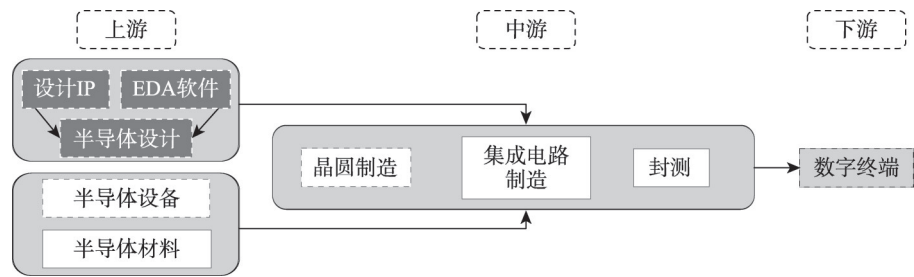 上游
中游
下游
设计IP
EDA软件
半导体设计
半导体设备
半导体材料
晶圆制造
集成电路
制造
封测
数字终端